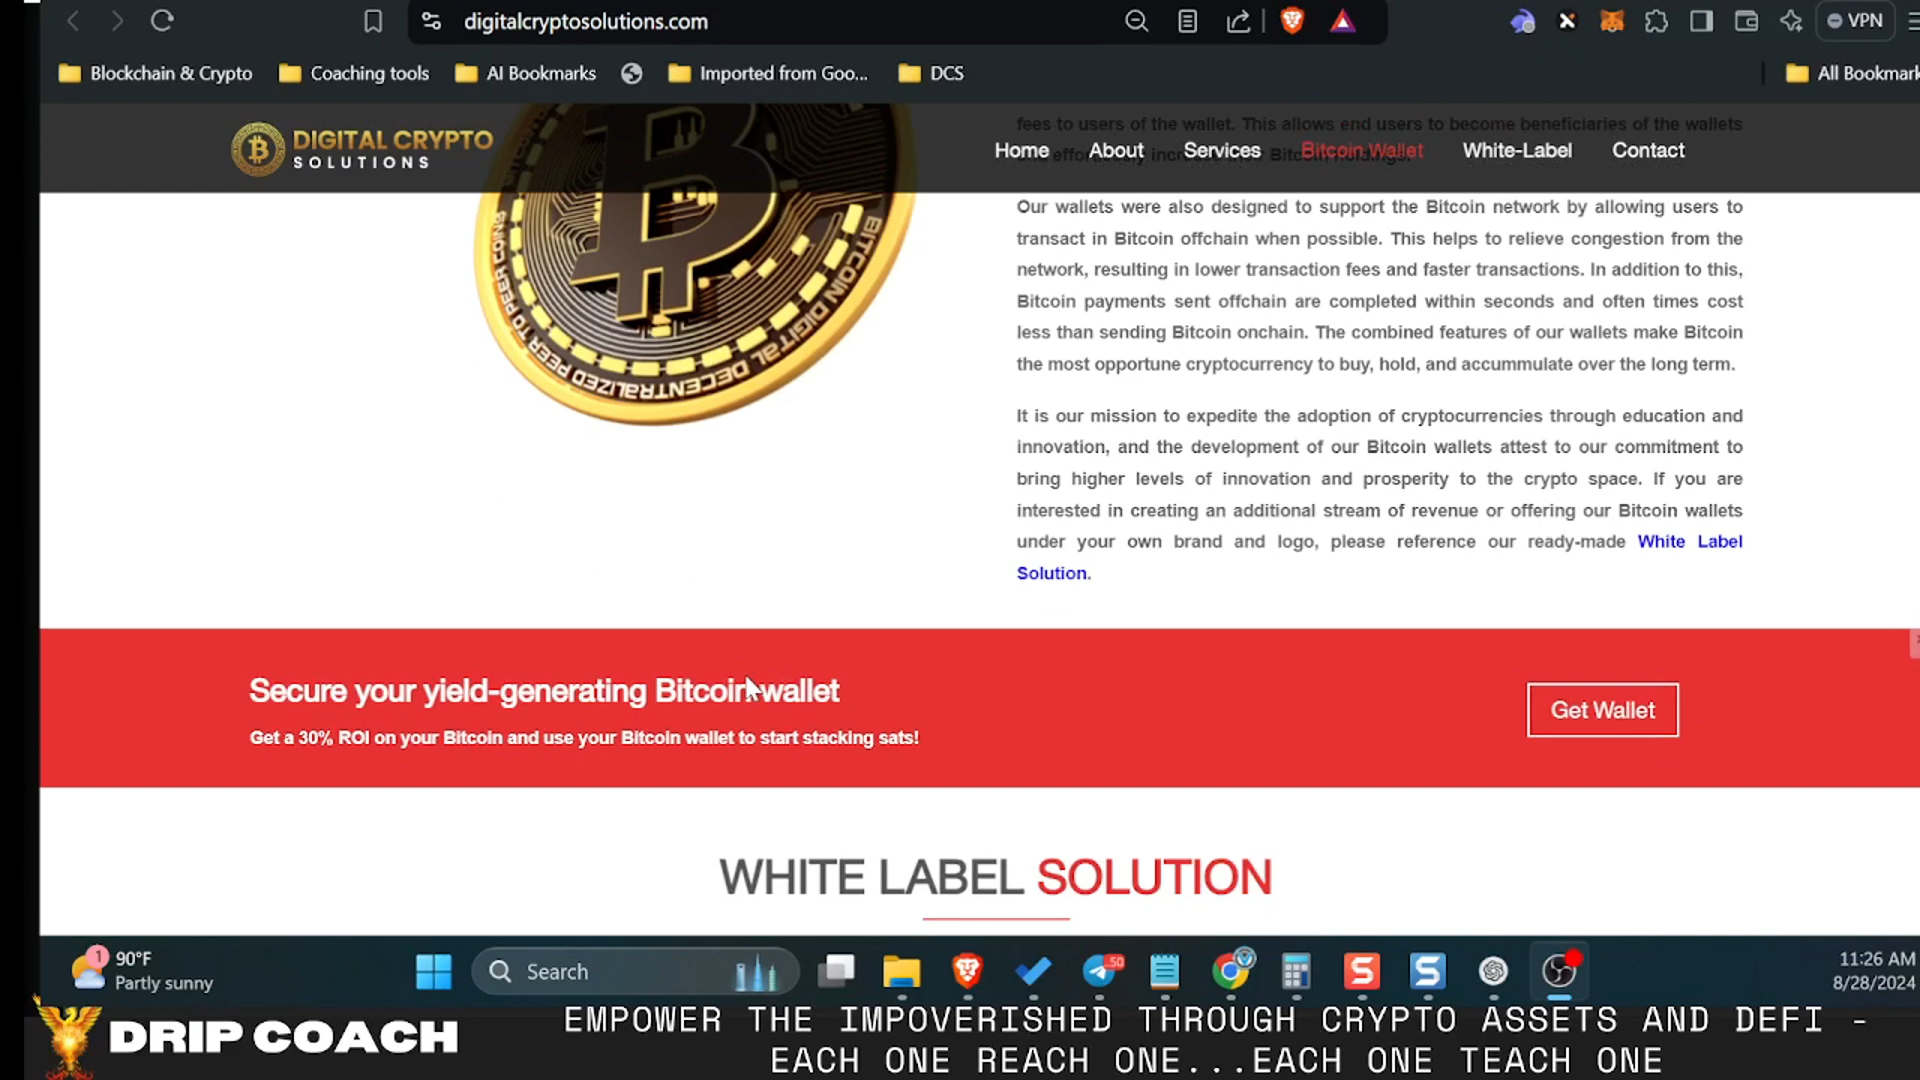 digitalcryptosolutions.com
VPN
Blockchain & Crypto
Coaching tools
AI Bookmarks
Imported from Goo...
DCS
All Bookmark
DIGITAL CRYPTO
SOLUTIONS
Home
About
Services
Bitcoin Wallet
White-Label
Contact
fees to users of the wallet. This allows end users to become beneficiaries of the wallets
Our wallets were also designed to support the Bitcoin network by allowing users to
transact in Bitcoin offchain when possible. This helps to relieve congestion from the
network, resulting in lower transaction fees and faster transactions. In addition to this,
Bitcoin payments sent offchain are completed within seconds and often times cost
less than sending Bitcoin onchain. The combined features of our wallets make Bitcoin
the most opportune cryptocurrency to buy, hold, and accummulate over the long term.
It is our mission to expedite the adoption of cryptocurrencies through education and
innovation, and the development of our Bitcoin wallets attest to our commitment to
bring higher levels of innovation and prosperity to the crypto space. If you are
interested in creating an additional stream of revenue or offering our Bitcoin wallets
under your own brand and logo, please reference our ready-made White Label
Solution.
BITCOIN DIGITAL DECENTRALIZED PEER TO PEER COINS
Secure your yield-generating Bitcoin wallet
Get a 30% ROI on your Bitcoin and use your Bitcoin wallet to start stacking sats!
Get Wallet
WHITE LABEL SOLUTION
1
90°F
Partly sunny
Search
50
11:26 AM
8/28/2024
DRIP COACH
EMPOWER THE IMPOVERISHED THROUGH CRYPTO ASSETS AND DEFI -
EACH ONE REACH ONE...EACH ONE TEACH ONE